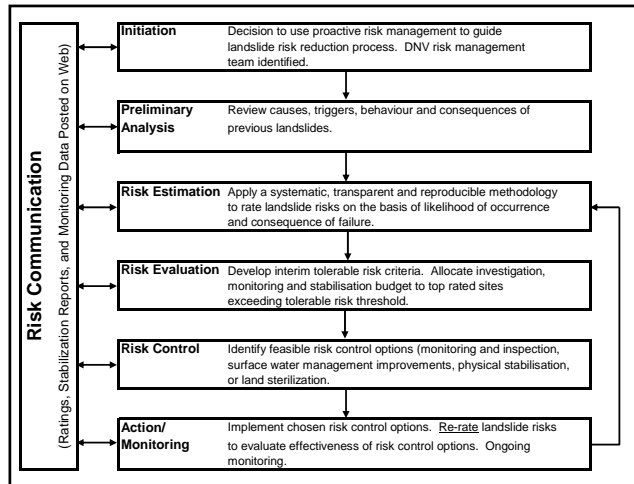 Risk Communication
(Ratings, Stabilization Reports, and Monitoring Data Posted on Web)
Initiation
Decision to use proactive risk management to guide
landslide risk reduction process. DNV risk management
team identified.
Preliminary
Analysis
Review causes, triggers, behaviour and consequences of
previous landslides.
Risk Estimation
Apply a systematic, transparent and reproducible methodology
to rate landslide risks on the basis of likelihood of occurrence
and consequence of failure.
Risk Evaluation
Develop interim tolerable risk criteria. Allocate investigation,
monitoring and stabilisation budget to top rated sites
exceeding tolerable risk threshold.
Risk Control
Identify feasible risk control options (monitoring and inspection,
surface water management improvements, physical stabilisation,
or land sterilization.
Action/
Monitoring
Implement chosen risk control options. Re-rate landslide risks
to evaluate effectiveness of risk control options. Ongoing
monitoring.